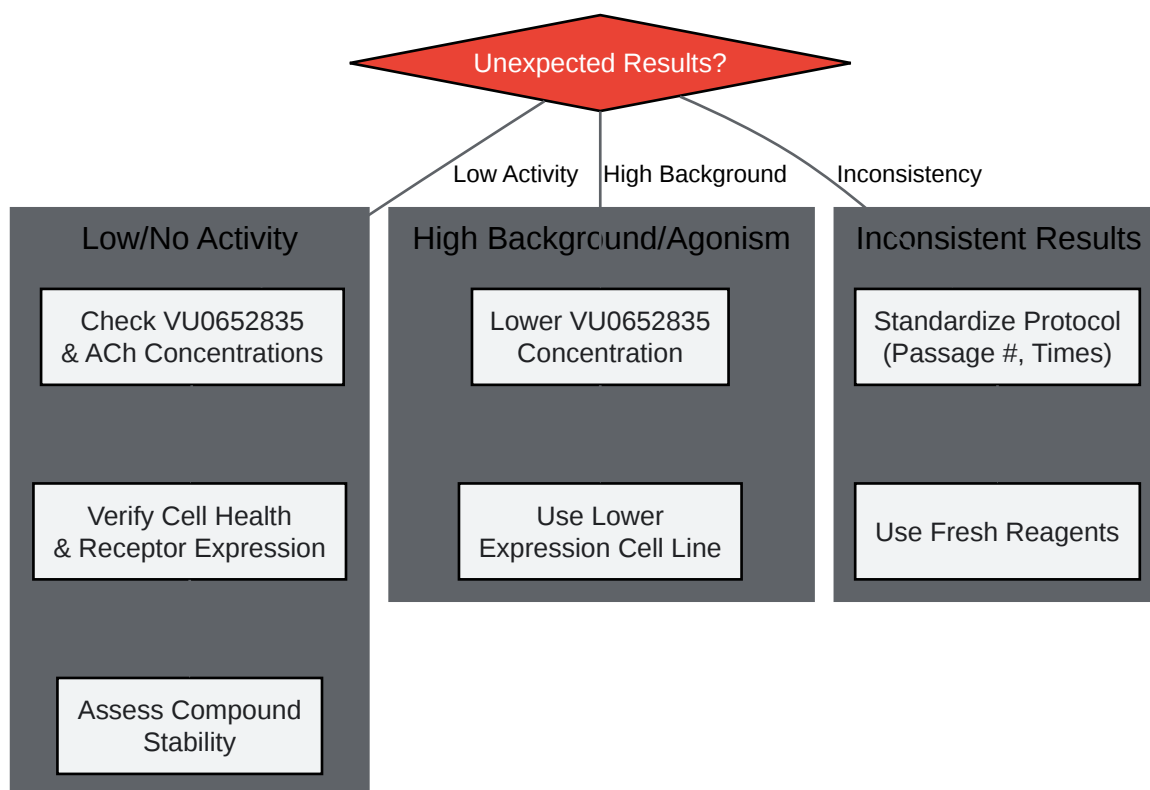 Unexpected Results?
Low Activity
High Background
Inconsistency
Low/No Activity
Check VU0652835
& ACh Concentrations
Verify Cell Health
& Receptor Expression
Assess Compound
Stability
High Background/Agonism
Lower VU0652835
Concentration
Use Lower
Expression Cell Line
Inconsistent Results
Standardize Protocol
(Passage #, Times)
Use Fresh Reagents